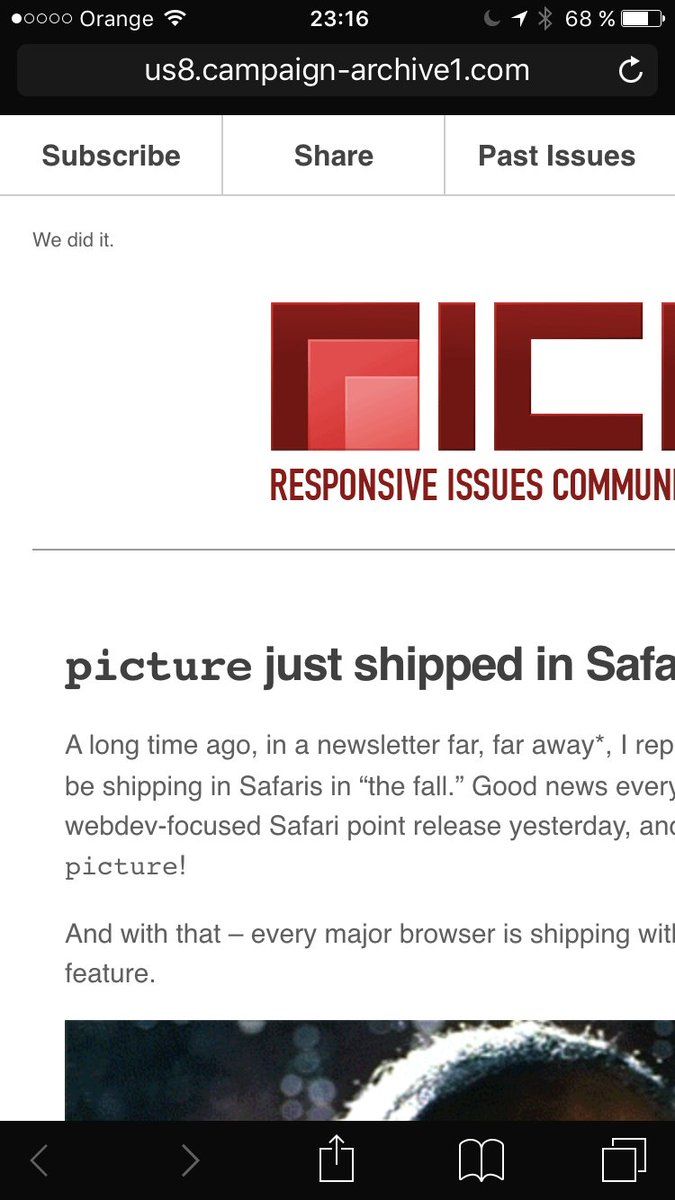 Orange 23:16 68 %
us8.campaign-archive1.com
Subscribe Share Past Issues
We did it.
RICG
RESPONSIVE ISSUES COMMUN
picture just shipped in Safa
A long time ago, in a newsletter far, far away*, I rep
be shipping in Safaris in “the fall.” Good news every
webdev-focused Safari point release yesterday, and
picture!
And with that – every major browser is shipping with
feature.